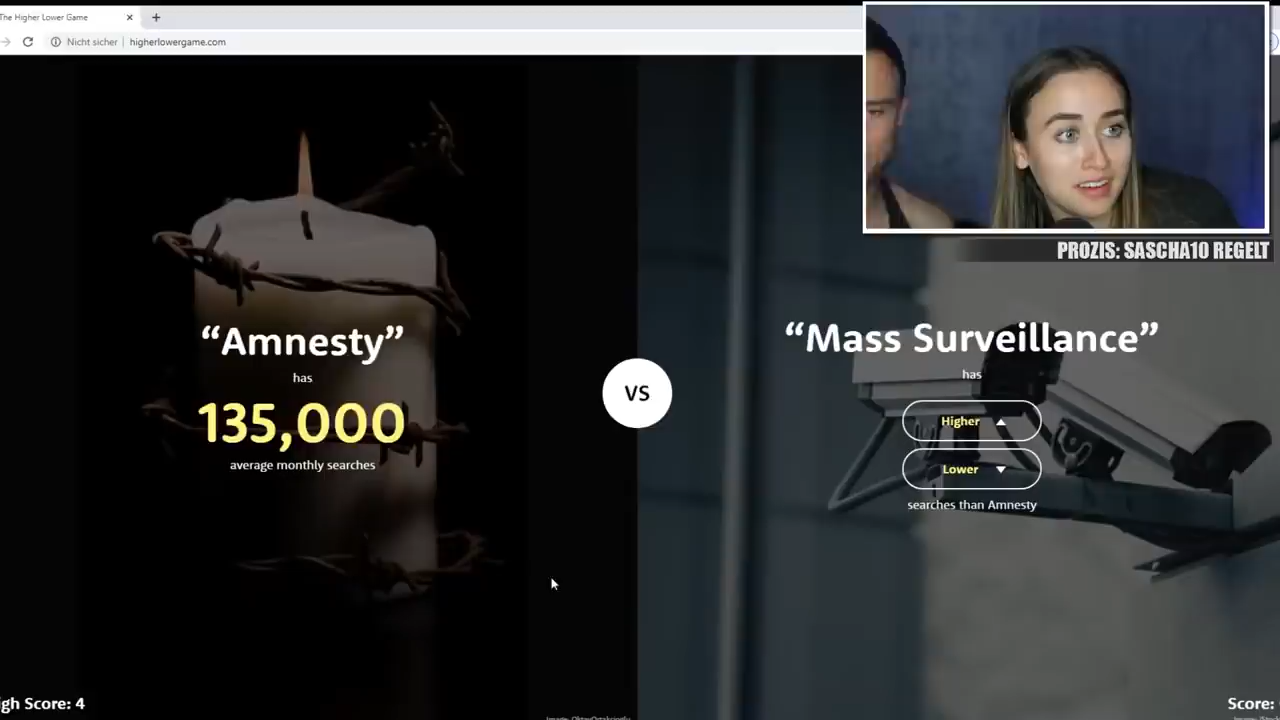 The Higher Lower Game
Nicht sicher
higherlowergame.com
PROZIS: SASCHA10 REGELT
“Amnesty”
has
135,000
average monthly searches
VS
“Mass Surveillance”
has
Higher
Lower
searches than Amnesty
gh Score: 4
Score: